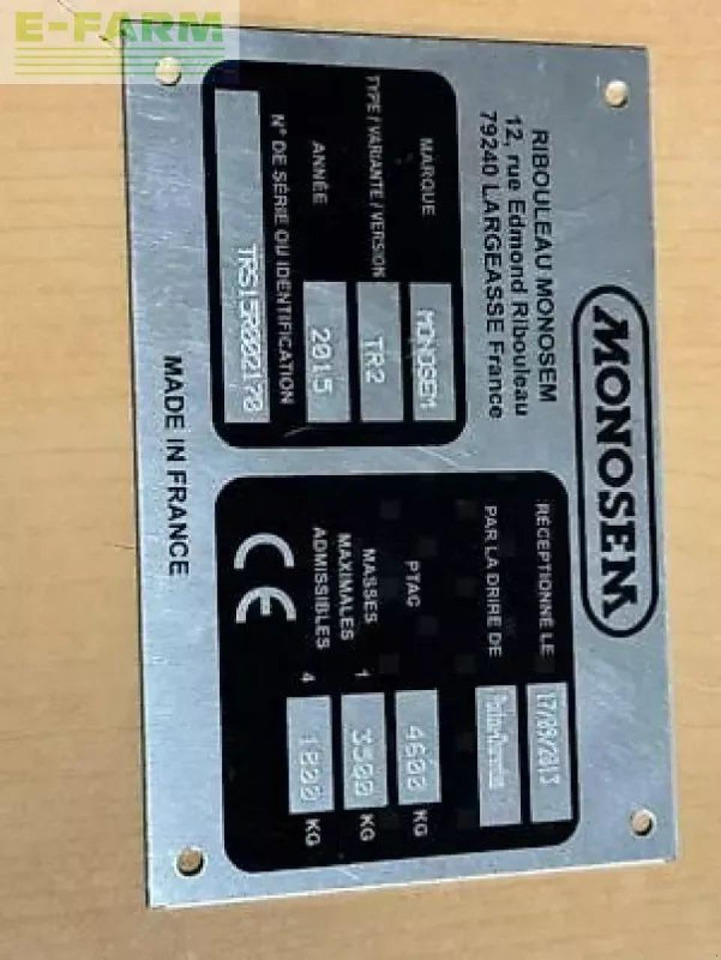 E-FARM
MONOSEM
RIBOULEAU MONOSEM
12, rue Edmond Ribouleau
79240 LARGEASSE France
MARQUE MONOSEM
TYPE / VARIANTE / VERSION TR2
ANNÉE 2015
N° DE SÉRIE OU IDENTIFICATION
TRS15R002170
RÉCEPTIONNÉ LE 17/09/2013
PAR LA DRIRE DE
PTAC 4600 KG
MASSES 1 3500 KG
MAXIMALES
ADMISSIBLES 4 1800 KG
CE
MADE IN FRANCE